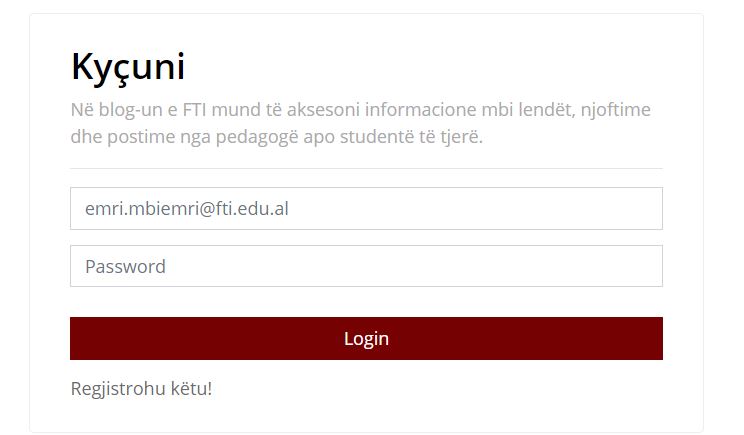 Kyçuni
Në blog-un e FTI mund të aksesoni informacione mbi lendët, njoftime
dhe postime nga pedagogë apo studentë të tjerë.
emri.mbiemri@fti.edu.al
Password
Login
Regjistrohu këtu!